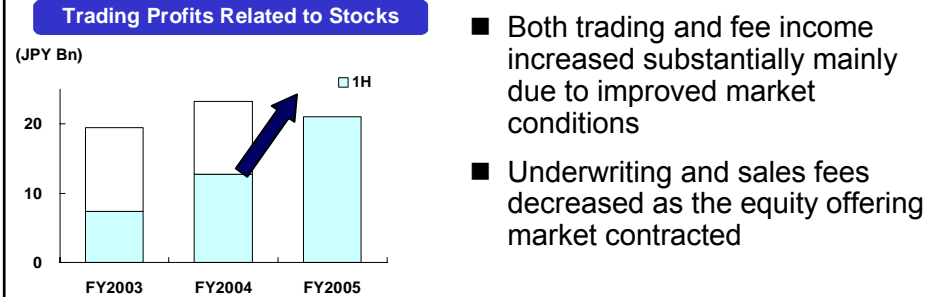 Trading Profits Related to Stocks
(JPY Bn)
1H
20
10
0
FY2003 FY2004 FY2005
■ Both trading and fee income
increased substantially mainly
due to improved market
conditions
■ Underwriting and sales fees
decreased as the equity offering
market contracted